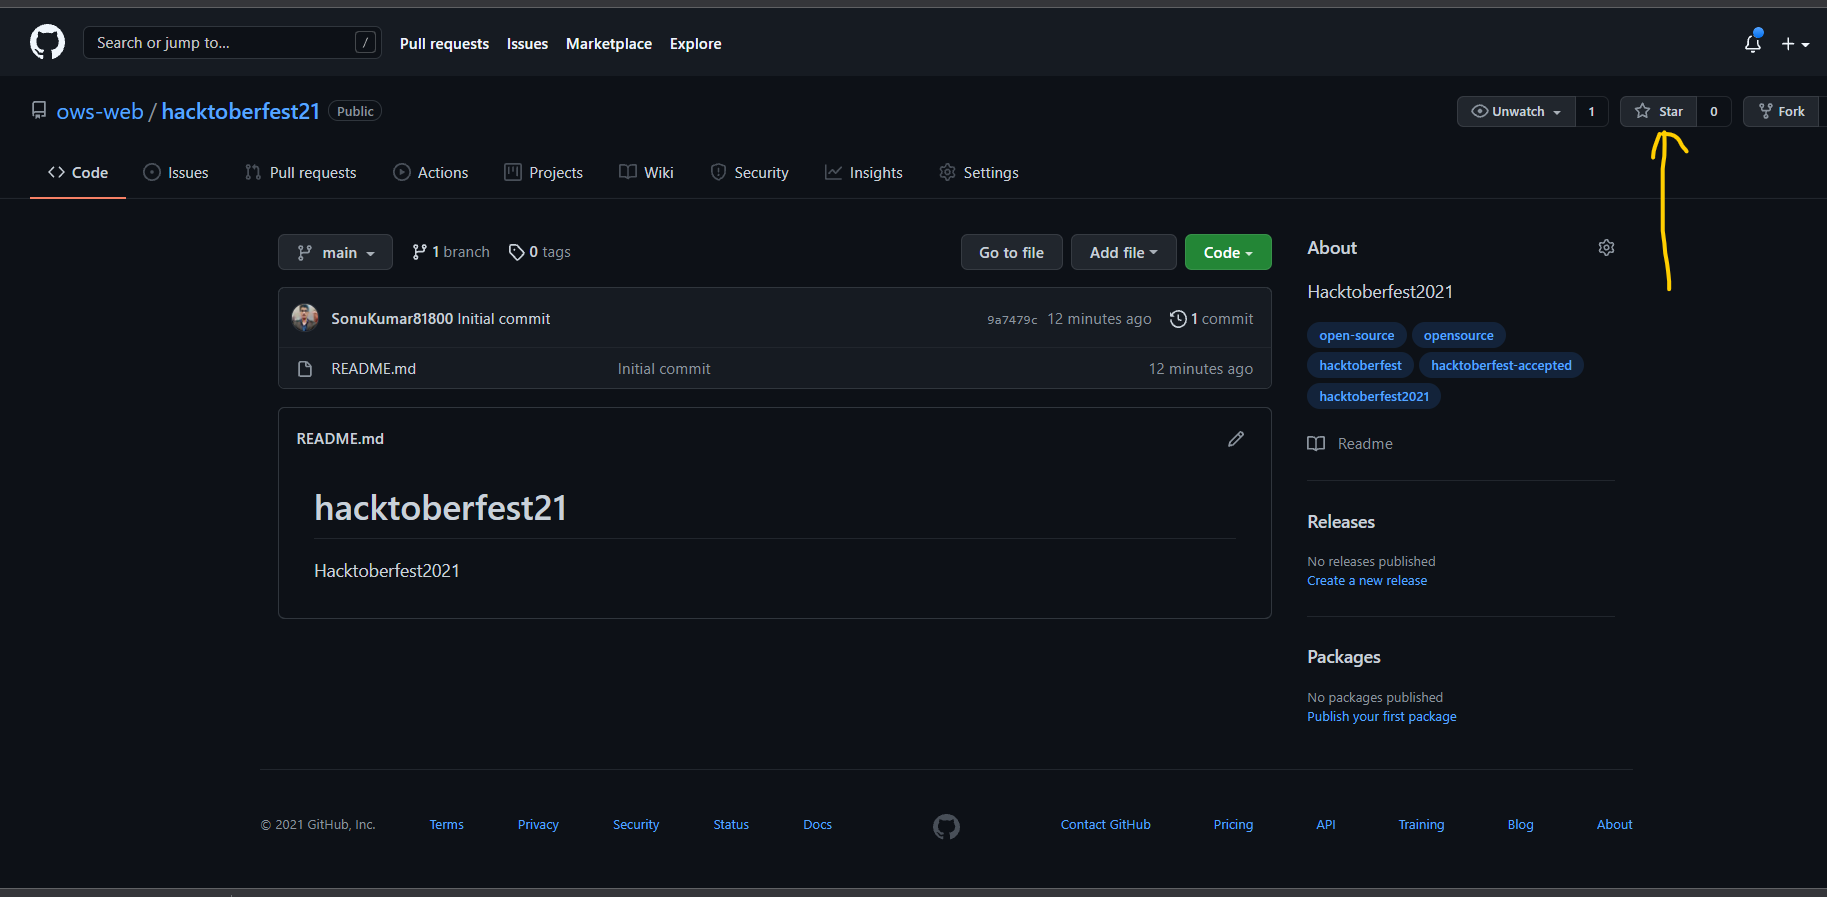 Search or jump to... / Pull requests Issues Marketplace Explore
ows-web / hacktoberfest21 Public Unwatch 1 Star 0 Fork
Code Issues Pull requests Actions Projects Wiki Security Insights Settings
main 1 branch 0 tags Go to file Add file Code
SonuKumar81800 Initial commit 9a7479c 12 minutes ago 1 commit
README.md Initial commit 12 minutes ago
README.md
hacktoberfest21
Hacktoberfest2021
About
Hacktoberfest2021
open-source opensource
hacktoberfest hacktoberfest-accepted
hacktoberfest2021
Readme
Releases
No releases published
Create a new release
Packages
No packages published
Publish your first package
© 2021 GitHub, Inc. Terms Privacy Security Status Docs Contact GitHub Pricing API Training Blog About